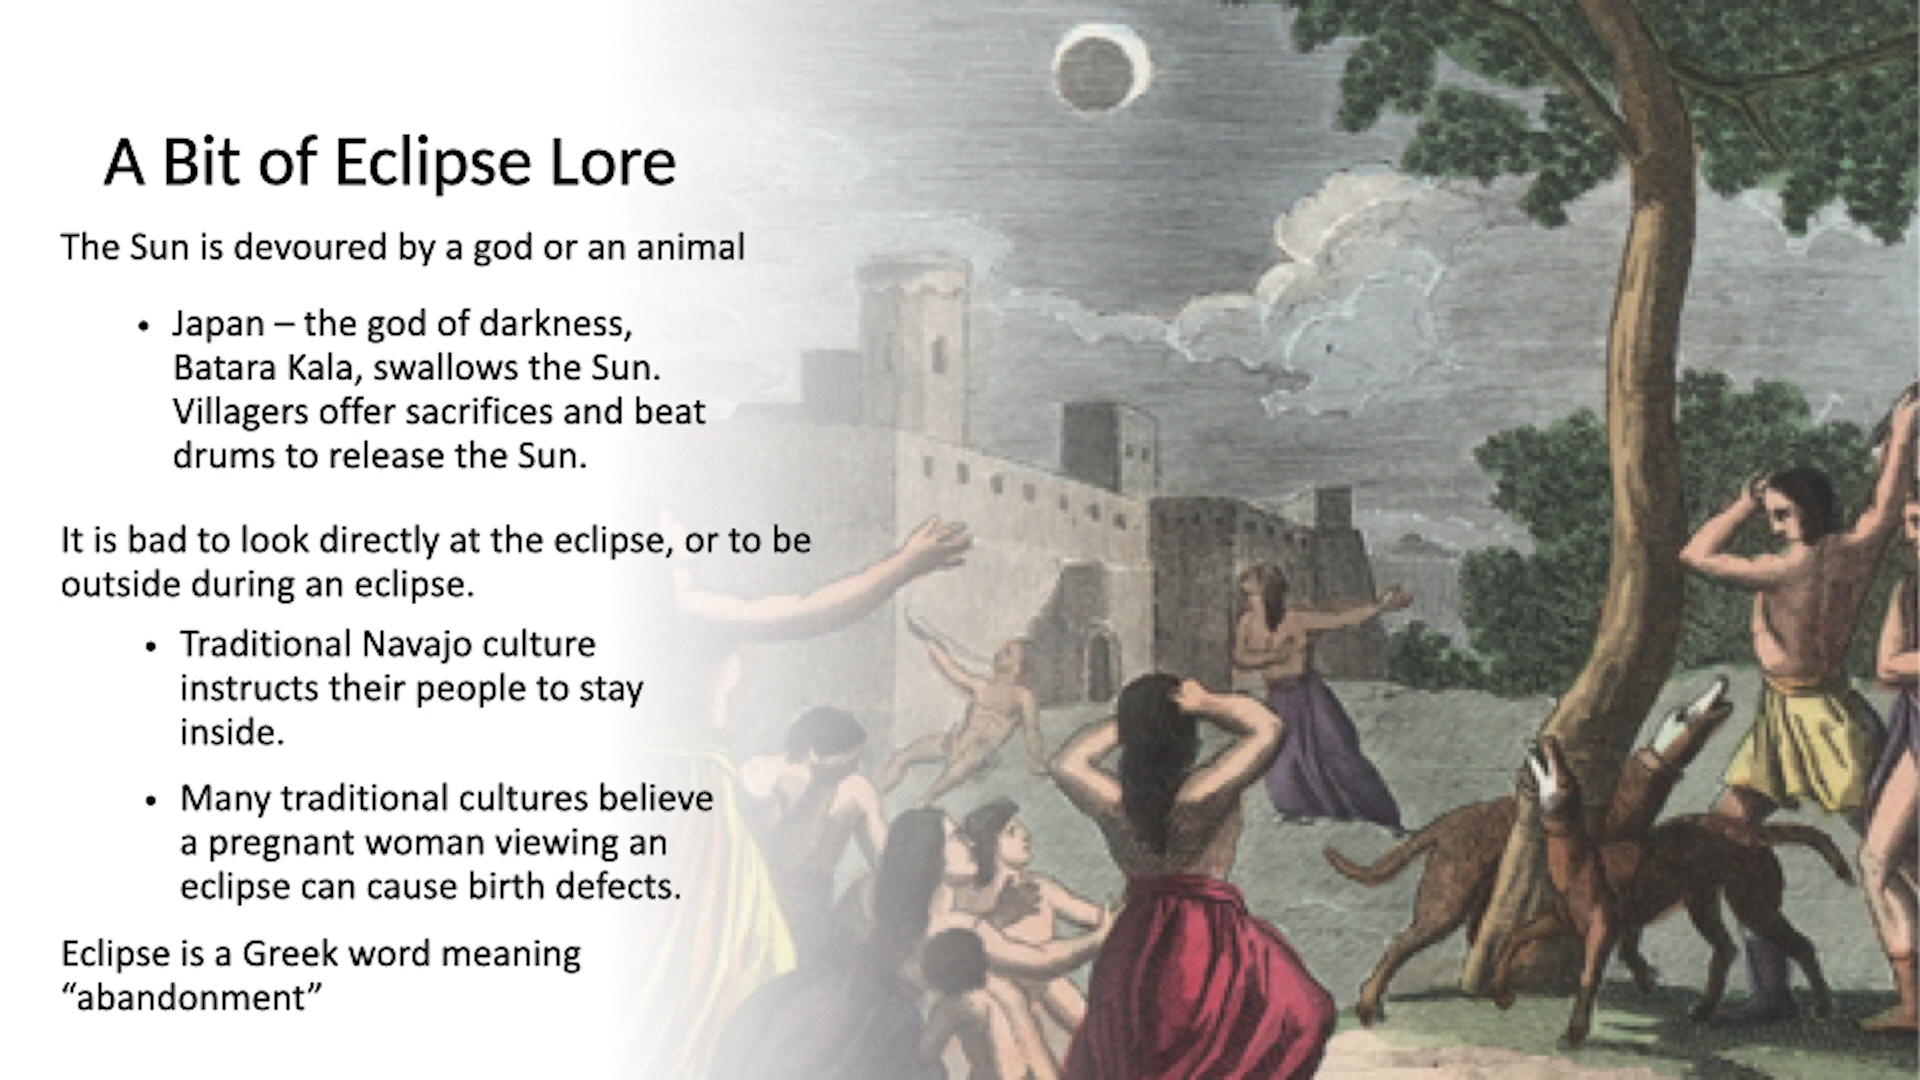 A Bit of Eclipse Lore
The Sun is devoured by a god or an animal
• Japan – the god of darkness,
Batara Kala, swallows the Sun.
Villagers offer sacrifices and beat
drums to release the Sun.
It is bad to look directly at the eclipse, or to be
outside during an eclipse.
• Traditional Navajo culture
instructs their people to stay
inside.
• Many traditional cultures believe
a pregnant woman viewing an
eclipse can cause birth defects.
Eclipse is a Greek word meaning
“abandonment”